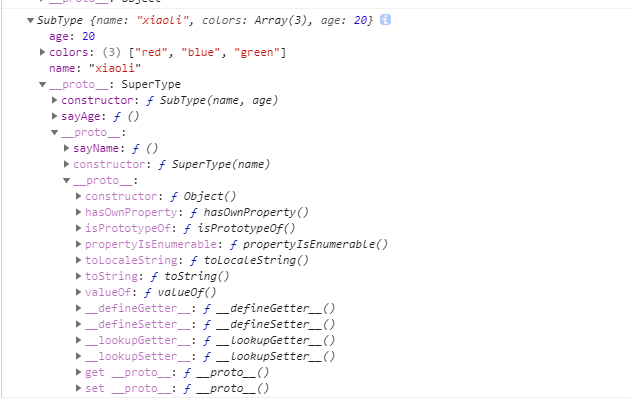 ▶ __proto__: Object
▼ SubType {name: "xiaoli", colors: Array(3), age: 20} i
age: 20
▶ colors: (3) ["red", "blue", "green"]
name: "xiaoli"
▼ __proto__: SuperType
▶ constructor: ƒ SubType(name, age)
▶ sayAge: ƒ ()
▼ __proto__:
▶ sayName: ƒ ()
▶ constructor: ƒ SuperType(name)
▼ __proto__:
▶ constructor: ƒ Object()
▶ hasOwnProperty: ƒ hasOwnProperty()
▶ isPrototypeOf: ƒ isPrototypeOf()
▶ propertyIsEnumerable: ƒ propertyIsEnumerable()
▶ toLocaleString: ƒ toLocaleString()
▶ toString: ƒ toString()
▶ valueOf: ƒ valueOf()
▶ __defineGetter__: ƒ __defineGetter__()
▶ __defineSetter__: ƒ __defineSetter__()
▶ __lookupGetter__: ƒ __lookupGetter__()
▶ __lookupSetter__: ƒ __lookupSetter__()
▶ get __proto__: ƒ __proto__()
▶ set __proto__: ƒ __proto__()